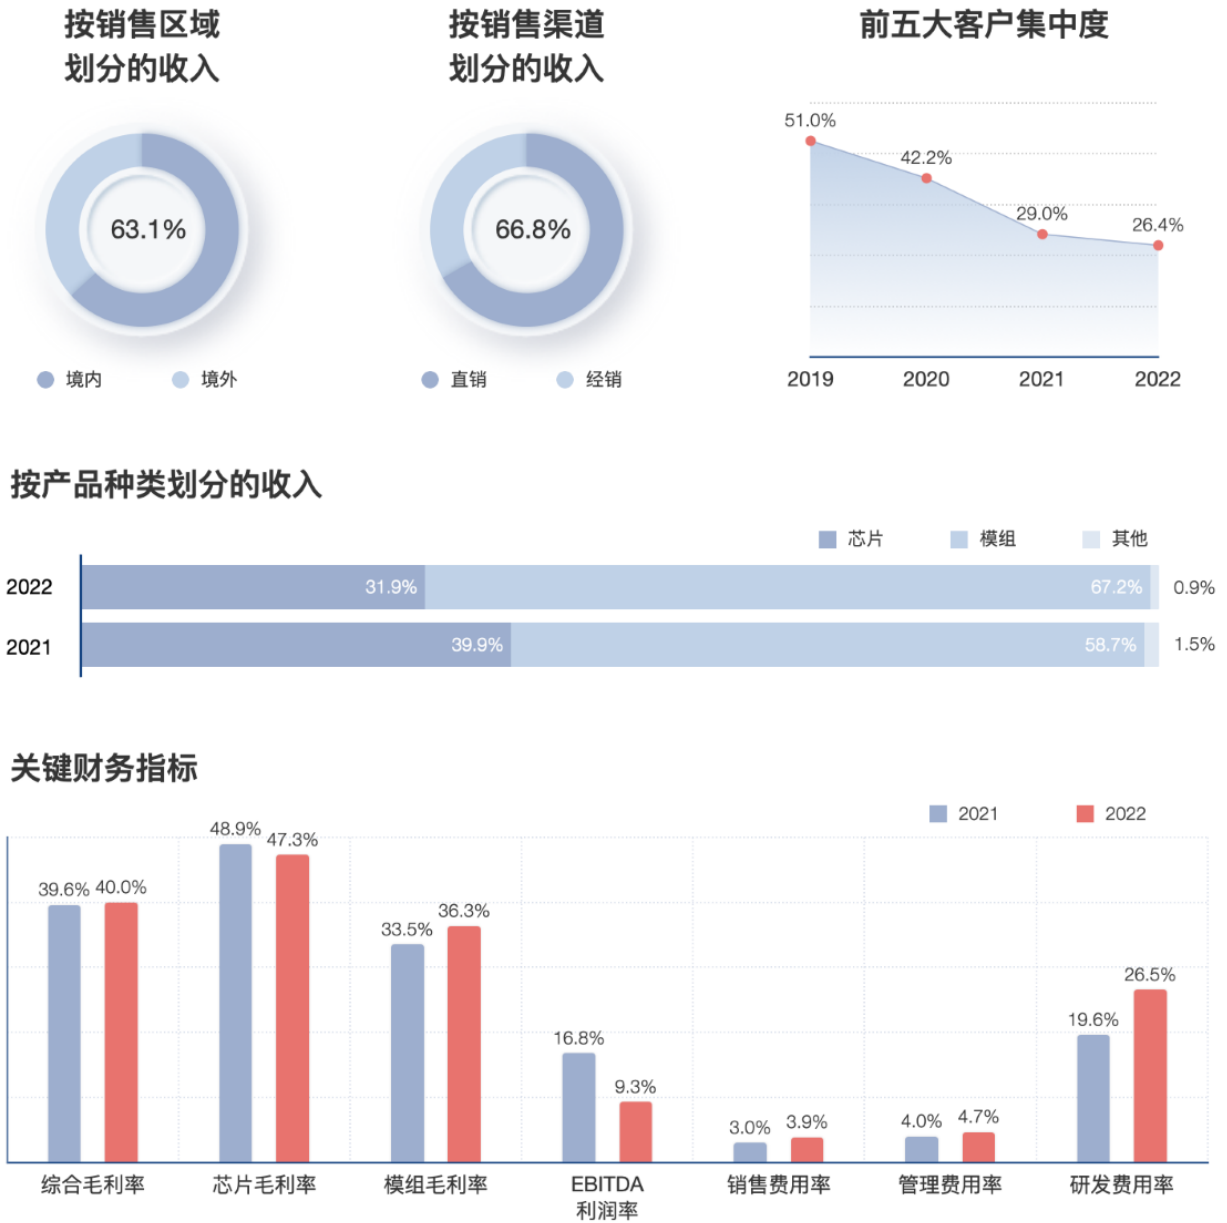 按销售区域
划分的收入
63.1%
境内
境外
按销售渠道
划分的收入
66.8%
直销
经销
前五大客户集中度
51.0%
42.2%
29.0%
26.4%
2019
2020
2021
2022
按产品种类划分的收入
芯片
模组
其他
2022
31.9%
67.2%
0.9%
2021
39.9%
58.7%
1.5%
关键财务指标
2021
2022
39.6%
40.0%
48.9%
47.3%
33.5%
36.3%
16.8%
9.3%
3.0%
3.9%
4.0%
4.7%
19.6%
26.5%
综合毛利率
芯片毛利率
模组毛利率
EBITDA
利润率
销售费用率
管理费用率
研发费用率